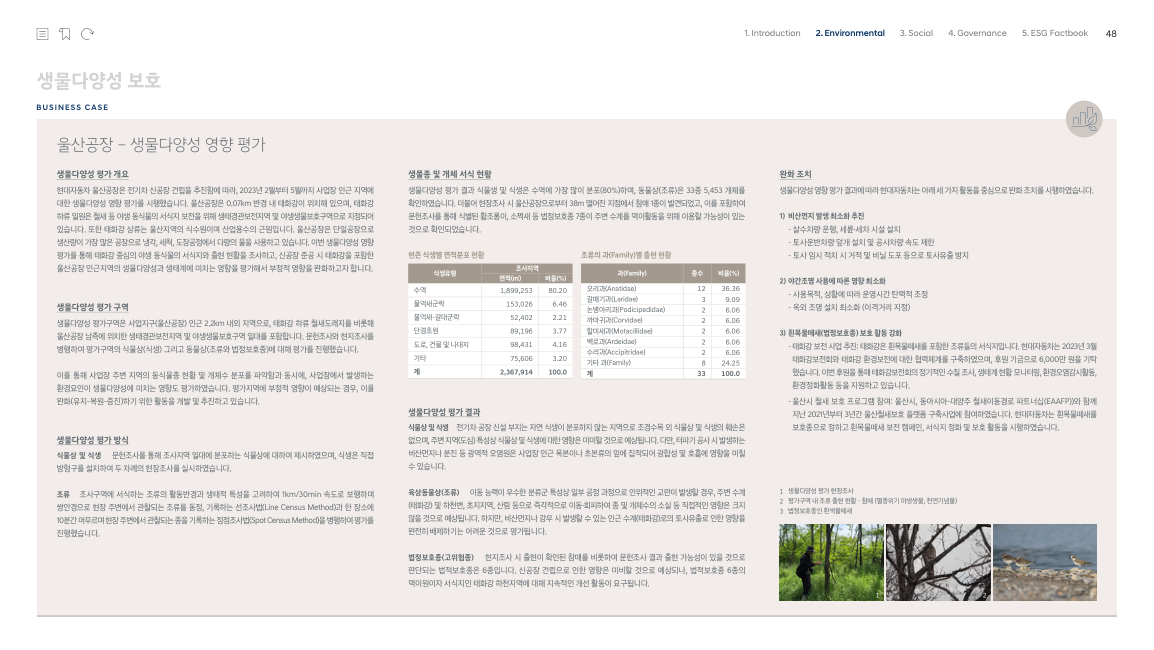 1. Introduction 2. Environmental 3. Social 4. Governance 5. ESG Factbook 48
생물다양성 보호
BUSINESS CASE
울산공장 – 생물다양성 영향 평가
생물다양성 평가 개요
현대자동차 울산공장은 전기차 신공장 건립을 추진함에 따라, 2023년 2월부터 5월까지 사업장 인근 지역에
대한 생물다양성 영향 평가를 시행했습니다. 울산공장은 0.07km 반경 내 태화강이 위치해 있으며, 태화강
하류 일원은 철새 등 야생 동식물의 서식지 보전을 위해 생태경관보전지역 및 야생생물보호구역으로 지정되어
있습니다. 또한 태화강 상류는 울산지역의 식수원이며 산업용수의 근원입니다. 울산공장은 단일공장으로
생산량이 가장 많은 공장으로 냉각, 세척, 도장공정에서 다량의 물을 사용하고 있습니다. 이번 생물다양성 영향
평가를 통해 태화강 중심의 야생 동식물의 서식지와 출현 현황을 조사하고, 신공장 준공 시 태화강을 포함한
울산공장 인근지역의 생물다양성과 생태계에 미치는 영향을 평가해서 부정적 영향을 완화하고자 합니다.
생물다양성 평가 구역
생물다양성 평가구역은 사업지구(울산공장) 인근 2.2km 내외 지역으로, 태화강 하류 철새도래지를 비롯해
울산공장 남측에 위치한 생태경관보전지역 및 야생생물보호구역 일대를 포함합니다. 문헌조사와 현지조사를
병행하여 평가구역의 식물상(식생) 그리고 동물상(조류와 법정보호종)에 대해 평가를 진행했습니다.
이를 통해 사업장 주변 지역의 동식물종 현황 및 개체수 분포를 파악함과 동시에, 사업장에서 발생하는
환경요인이 생물다양성에 미치는 영향도 평가하였습니다. 평가지역에 부정적 영향이 예상되는 경우, 이를
완화(유지-복원-증진)하기 위한 활동을 개발 및 추진하고 있습니다.
생물다양성 평가 방식
식물상 및 식생 문헌조사를 통해 조사지역 일대에 분포하는 식물상에 대하여 제시하였으며, 식생은 직접
방형구를 설치하여 두 차례의 현장조사를 실시하였습니다.
조류 조사구역에 서식하는 조류의 활동반경과 생태적 특성을 고려하여 1km/30min 속도로 보행하며
쌍안경으로 현장 주변에서 관찰되는 조류를 동정, 기록하는 선조사법(Line Census Method)과 한 장소에
10분간 머무르며 현장 주변에서 관찰되는 종을 기록하는 정점조사법(Spot Census Method)을 병행하여 평가를
진행했습니다.
생물종 및 개체 서식 현황
생물다양성 평가 결과 식물생 및 식생은 수역에 가장 많이 분포(80%)하며, 동물상(조류)은 33종 5,453 개체를
확인하였습니다. 더불어 현장조사 시 울산공장으로부터 38m 떨어진 지점에서 참매 1종이 발견되었고, 이를 포함하여
문헌조사를 통해 식별된 황조롱이, 소쩍새 등 법정보호종 7종이 주변 수계를 먹이활동을 위해 이용할 가능성이 있는
것으로 확인되었습니다.
현존 식생별 면적분포 현황
식생유형 조사지역
면적(㎡) 비율(%)
수역 1,899,253 80.20
물억새군락 153,026 6.46
물억새-갈대군락 52,402 2.21
단경초원 89,196 3.77
도로, 건물 및 나대지 98,431 4.16
기타 75,606 3.20
계 2,367,914 100.0
조류의 과(Family)별 출현 현황
과(Family) 종수 비율(%)
오리과(Anatidae) 12 36.36
갈매기과(Laridae) 3 9.09
논병아리과(Podicipedidae) 2 6.06
까마귀과(Corvidae) 2 6.06
할미새과(Motacillidae) 2 6.06
백로과(Ardeidae) 2 6.06
수리과(Accipitridae) 2 6.06
기타 과(Family) 8 24.25
계 33 100.0
생물다양성 평가 결과
식물상 및 식생 전기차 공장 신설 부지는 자연 식생이 분포하지 않는 지역으로 조경수목 외 식물상 및 식생의 훼손은
없으며, 주변 지역(도심) 특성상 식물상 및 식생에 대한 영향은 미미할 것으로 예상됩니다. 다만, 터파기 공사 시 발생하는
비산먼지나 분진 등 광역적 오염원은 사업장 인근 목본이나 초본류의 잎에 집적되어 광합성 및 호흡에 영향을 미칠
수 있습니다.
육상동물상(조류) 이동 능력이 우수한 분류군 특성상 일부 공정 과정으로 인위적인 교란이 발생할 경우, 주변 수계
(태화강) 및 하천변, 초지지역, 산림 등으로 즉각적으로 이동·회피하여 종 및 개체수의 소실 등 직접적인 영향은 크지
않을 것으로 예상됩니다. 하지만, 비산먼지나 강우 시 발생할 수 있는 인근 수계(태화강)로의 토사유출로 인한 영향을
완전히 배제하기는 어려운 것으로 평가됩니다.
법정보호종(고위험종) 현지조사 시 출현이 확인된 참매를 비롯하여 문헌조사 결과 출현 가능성이 있을 것으로
판단되는 법적보호종은 6종입니다. 신공장 건립으로 인한 영향은 미비할 것으로 예상되나, 법적보호종 6종의
먹이원이자 서식지인 태화강 하천지역에 대해 지속적인 개선 활동이 요구됩니다.
완화 조치
생물다양성 영향 평가 결과에 따라 현대자동차는 아래 세 가지 활동을 중심으로 완화 조치를 시행하였습니다.
1) 비산먼지 발생 최소화 추진
- 살수차량 운행, 세륜·세차 시설 설치
- 토사운반차량 덮개 설치 및 공사차량 속도 제한
- 토사 임시 적치 시 거적 및 비닐 도포 등으로 토사유출 방지
2) 야간조명 사용에 따른 영향 최소화
- 사용목적, 상황에 따라 운영시간 탄력적 조정
- 옥외 조명 설치 최소화 (이격거리 지정)
3) 흰목물떼새(법정보호종) 보호 활동 강화
- 태화강 보전 사업 추진: 태화강은 흰목물떼새를 포함한 조류들의 서식지입니다. 현대자동차는 2023년 3월
태화강보전회와 태화강 환경보전에 대한 협력체계를 구축하였으며, 후원 기금으로 6,000만 원을 기탁
했습니다. 이번 후원을 통해 태화강보전회의 정기적인 수질 조사, 생태계 현황 모니터링, 환경오염감시활동,
환경정화활동 등을 지원하고 있습니다.
- 울산시 철새 보호 프로그램 참여: 울산시, 동아시아-대양주 철새이동경로 파트너십(EAAFP)와 함께
지난 2021년부터 3년간 울산철새보호 플랫폼 구축사업에 참여하였습니다. 현대자동차는 흰목물떼새를
보호종으로 정하고 흰목물떼새 보전 캠페인, 서식지 정화 및 보호 활동을 시행하였습니다.
1 생물다양성 평가 현장조사
2 평가구역 내 조류 출현 현황 - 참매 (멸종위기 야생생물, 천연기념물)
3 법정보호종인 흰목물떼새
1 2 3